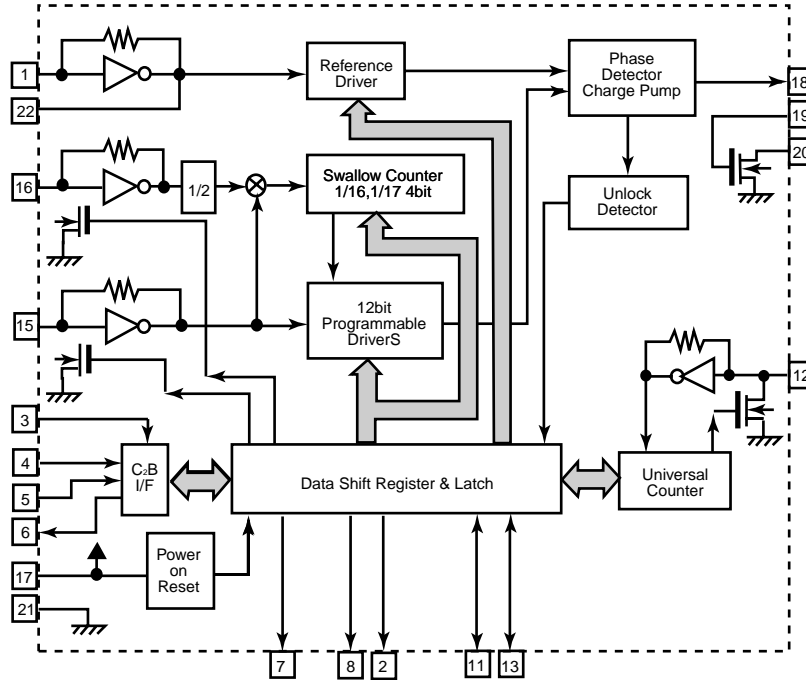 1
Reference
Driver
Phase
Detector
Charge Pump
18
22
19
20
16
1/2
Swallow Counter
1/16,1/17 4bit
Unlock
Detector
15
12bit
Programmable
DriverS
12
3
4
5
6
C2B
I/F
Data Shift Register & Latch
Universal
Counter
17
Power
on
Reset
21
7
8
2
11
13